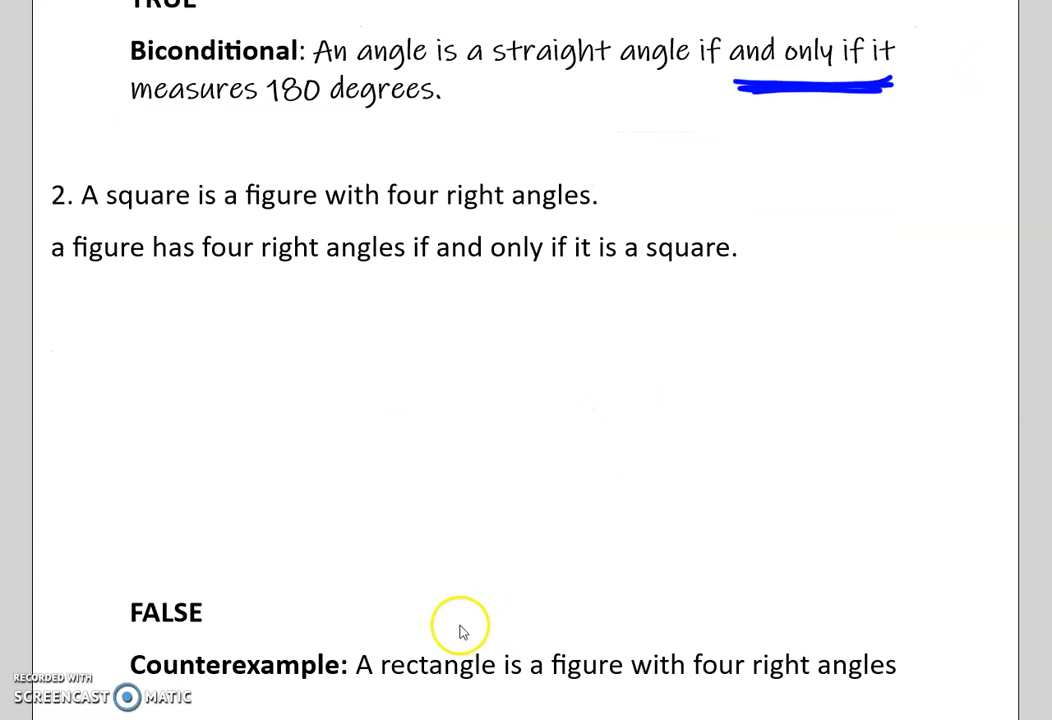 TRUE
Biconditional: An angle is a straight angle if and only if it
measures 180 degrees.
2. A square is a figure with four right angles.
a figure has four right angles if and only if it is a square.
FALSE
Counterexample: A rectangle is a figure with four right angles
RECORDED WITH
SCREENCAST MATIC